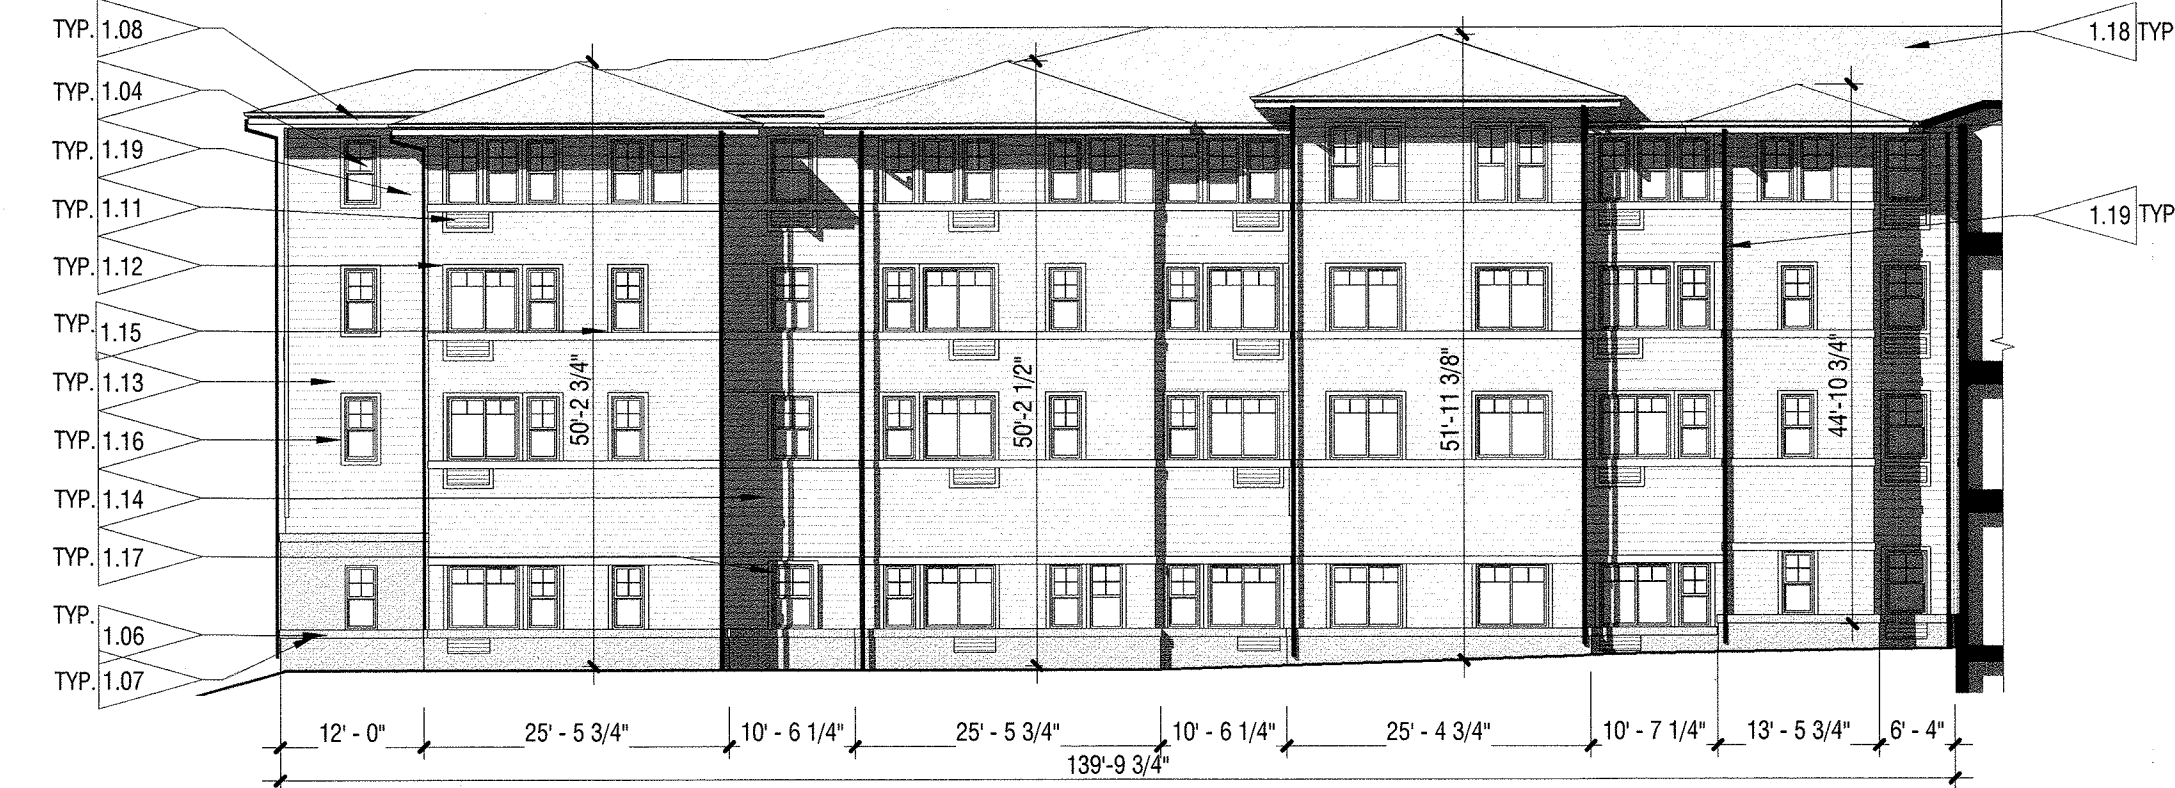 TYP. 1.08
TYP. 1.04
TYP. 1.19
TYP. 1.11
TYP. 1.12
TYP. 1.15
TYP. 1.13
TYP. 1.16
TYP. 1.14
TYP. 1.17
TYP. 1.06
TYP. 1.07
1.18 TYP
1.19 TYP
50'-2 3/4"
50'-2 1/2"
51'-11 3/8"
44'-10 3/4"
12' - 0"
25' - 5 3/4"
10' - 6 1/4"
25' - 5 3/4"
10' - 6 1/4"
25' - 4 3/4"
10' - 7 1/4"
13' - 5 3/4"
6' - 4"
139'-9 3/4"